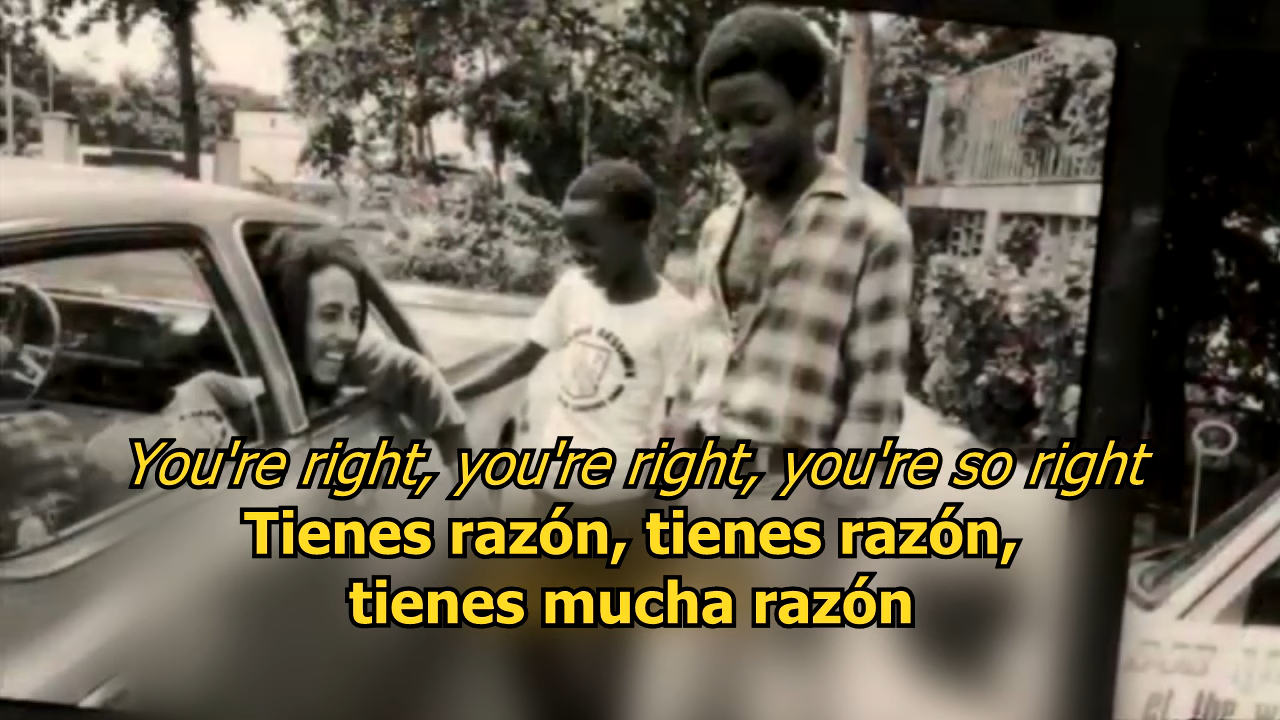 You're right, you're right, you're so right
Tienes razón, tienes razón,
tienes mucha razón